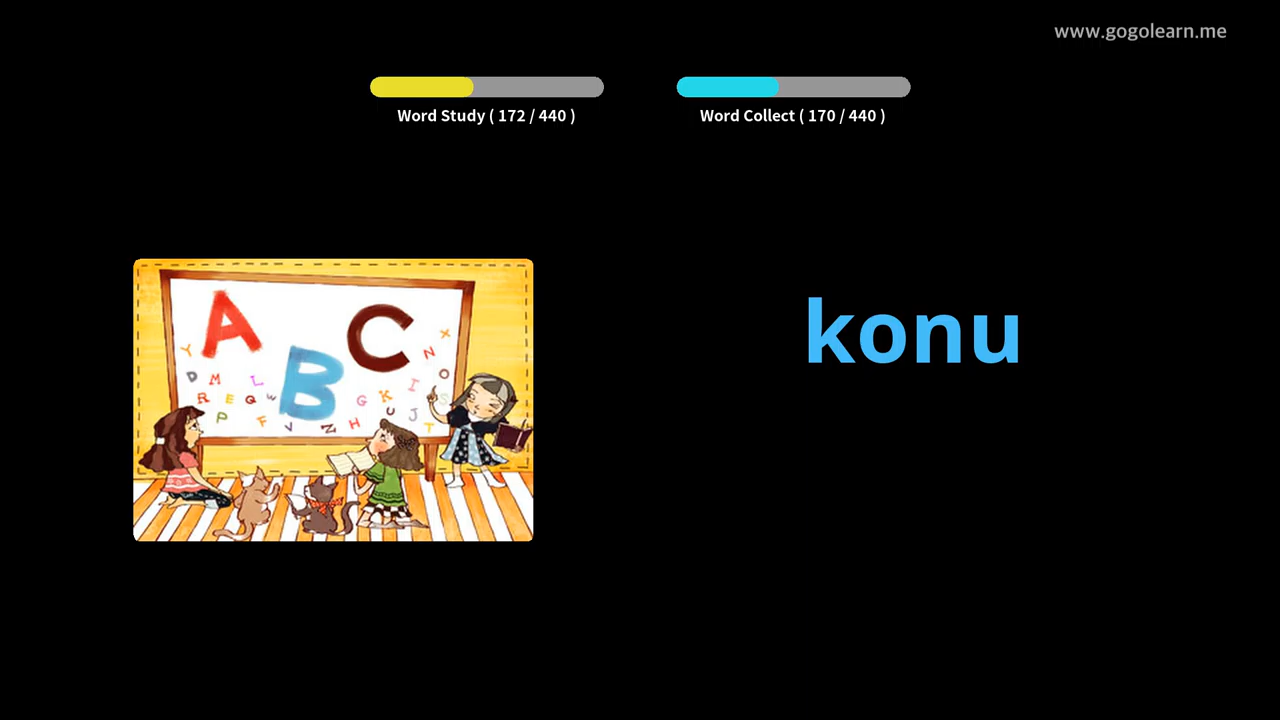 www.gogolearn.me
Word Study ( 172 / 440 )
Word Collect ( 170 / 440 )
konu
A
B
C
Y
X
N
D M L
O
I
R E Q W
G K
S
P
F V Z H
U J T